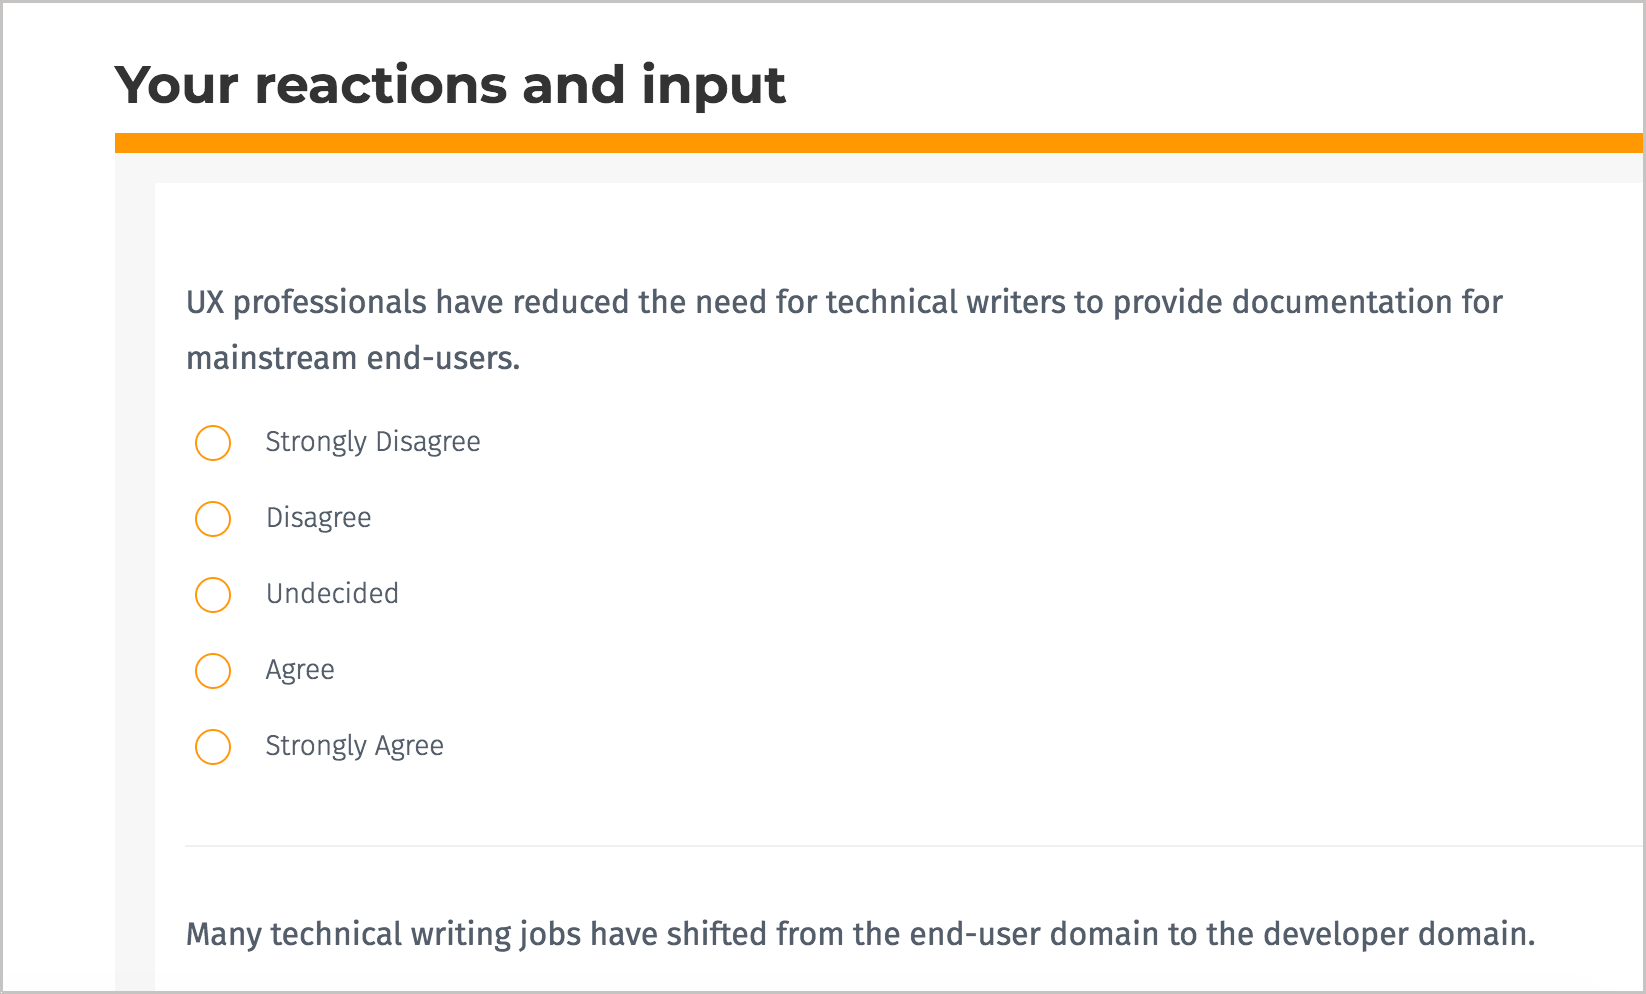 Your reactions and input
UX professionals have reduced the need for technical writers to provide documentation for
mainstream end-users.
Strongly Disagree
Disagree
Undecided
Agree
Strongly Agree
Many technical writing jobs have shifted from the end-user domain to the developer domain.